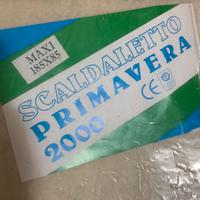 MAXI
185X85
SCALDALETTO
PRIMAVERA
2000
CE